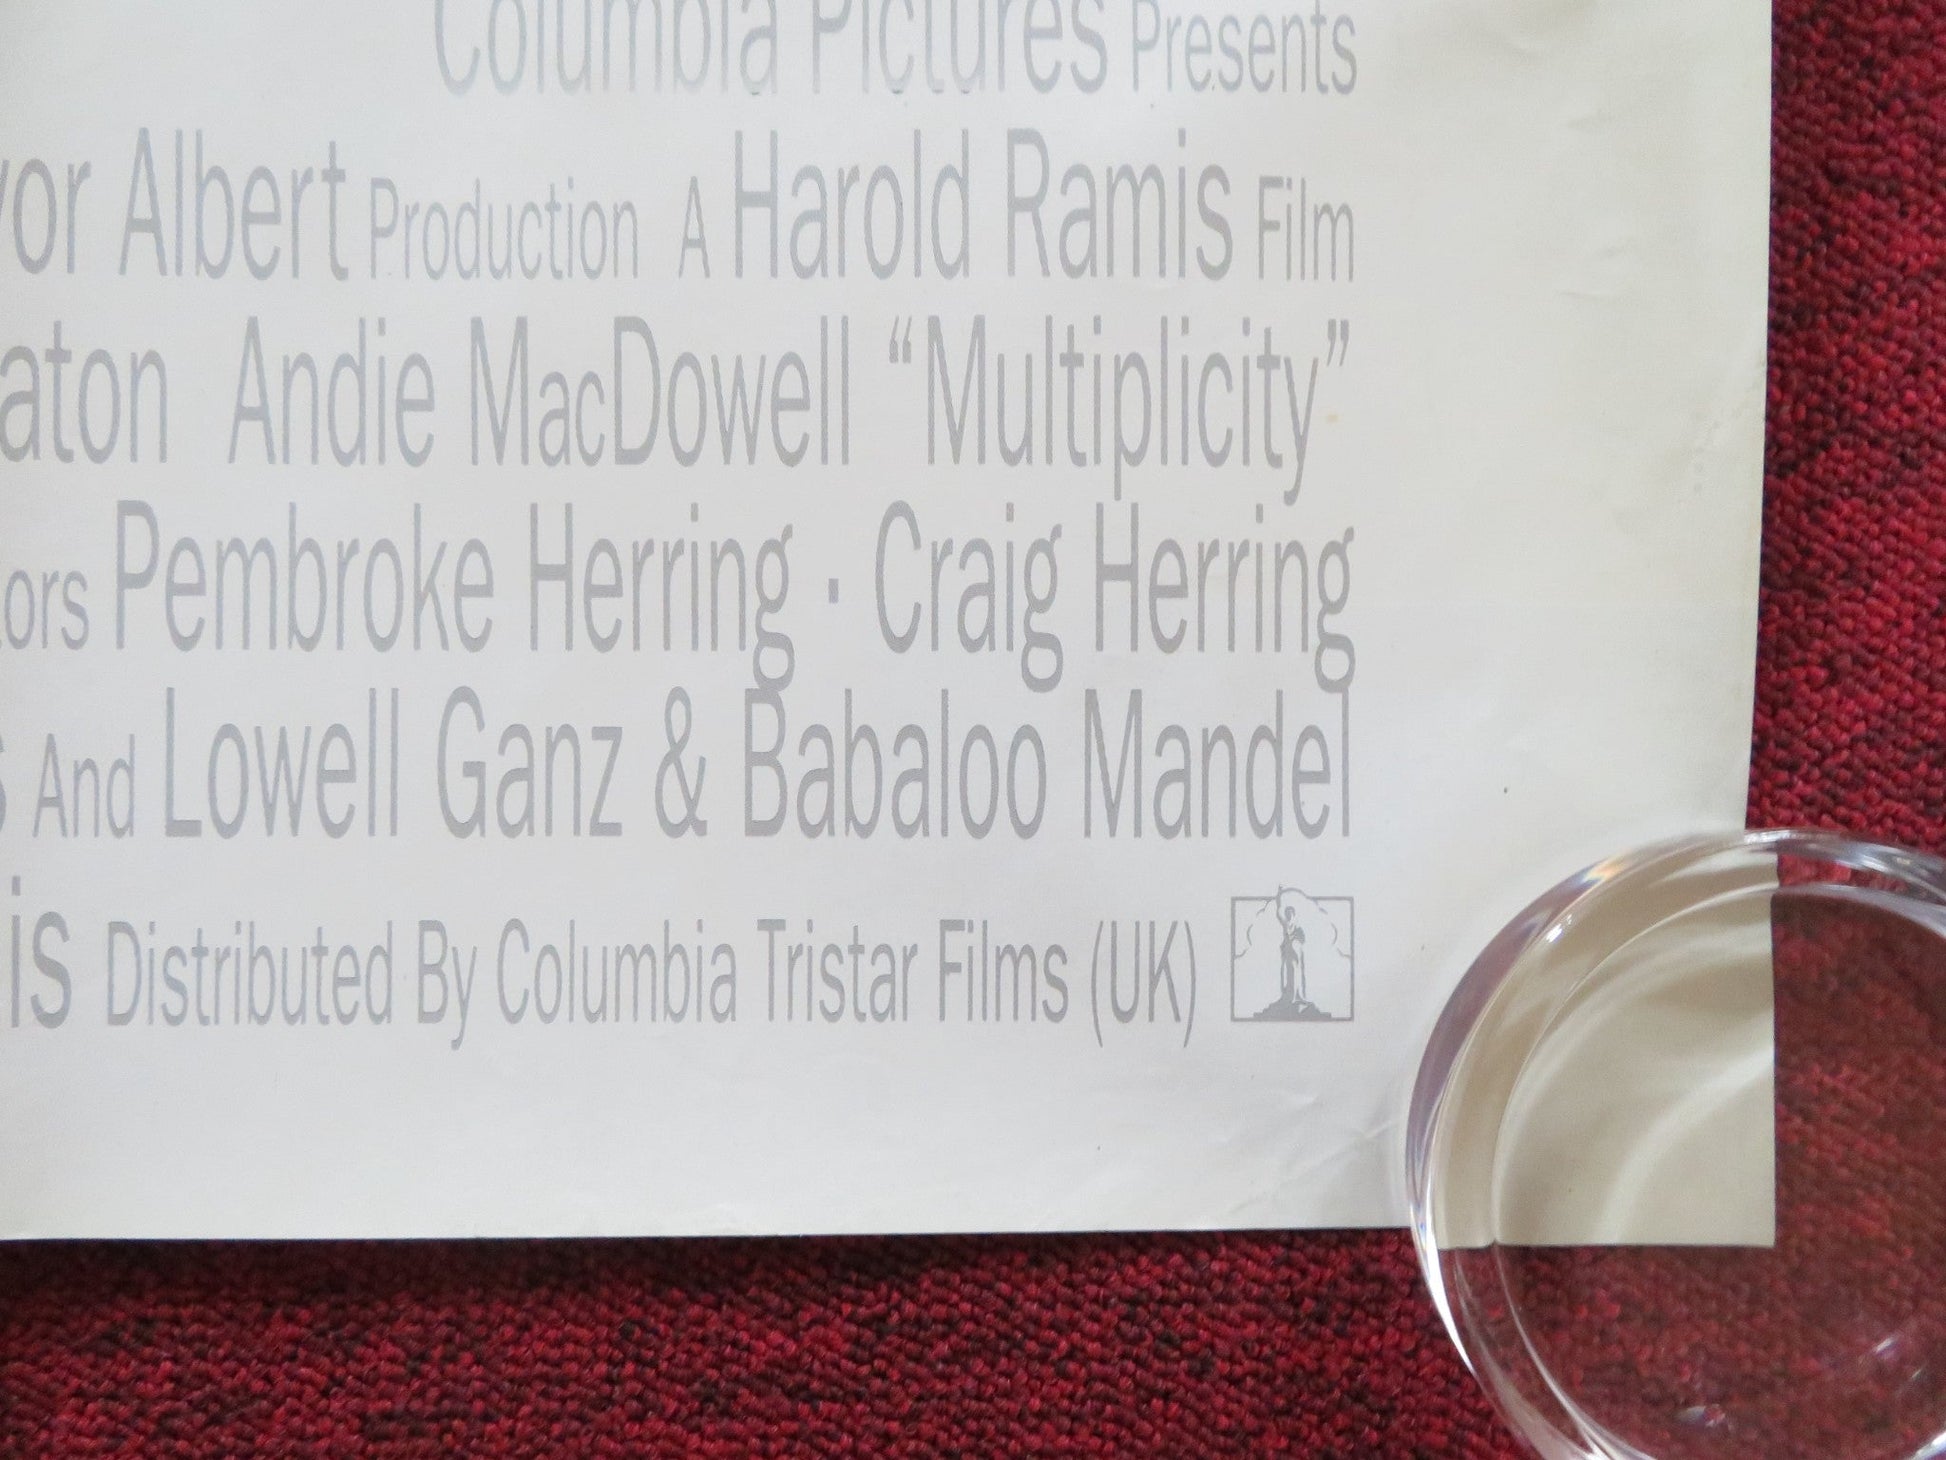 Columbia Pictures Presents
vor Albert Production A Harold Ramis Film
aton Andie MacDowell “Multiplicity”
ors Pembroke Herring · Craig Herring
s And Lowell Ganz & Babaloo Mandel
is Distributed By Columbia Tristar Films (UK)